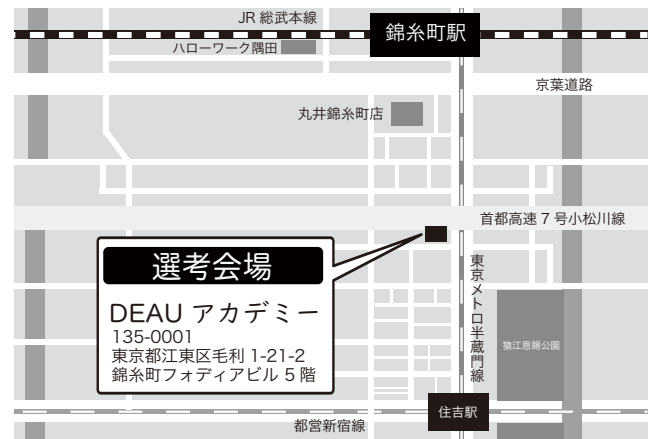 JR 総武本線
錦糸町駅
ハローワーク隅田
京葉道路
丸井錦糸町店
首都高速 7 号小松川線
選考会場
DEAU アカデミー
135-0001
東京都江東区毛利 1-21-2
錦糸町フォディアビル 5 階
東京メトロ半蔵門線
猿江恩賜公園
住吉駅
都営新宿線